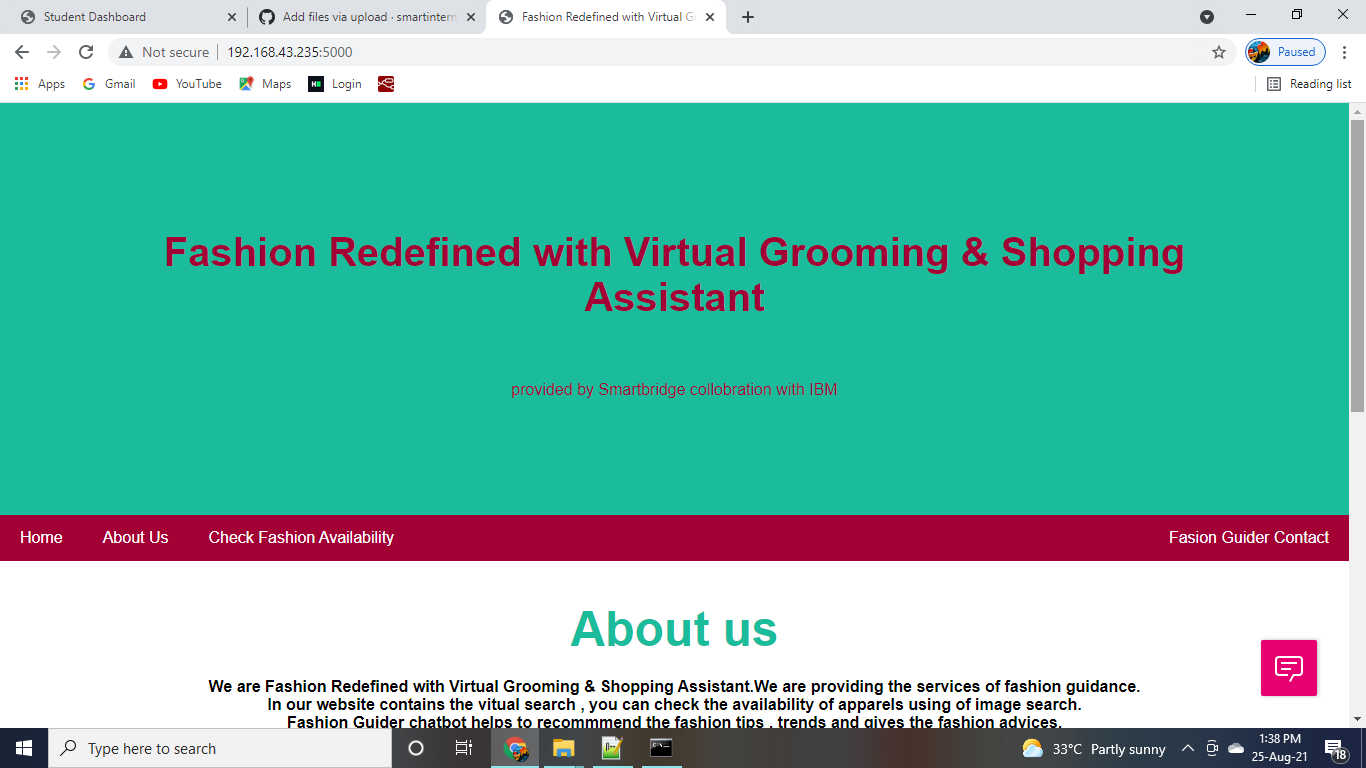 Student Dashboard
Add files via upload · smartintern
Fashion Redefined with Virtual G
Not secure
192.168.43.235:5000
Paused
Apps
Gmail
YouTube
Maps
Login
Reading list
Fashion Redefined with Virtual Grooming & Shopping
Assistant
provided by Smartbridge collobration with IBM
Home
About Us
Check Fashion Availability
Fasion Guider Contact
About us
We are Fashion Redefined with Virtual Grooming & Shopping Assistant.We are providing the services of fashion guidance.
In our website contains the vitual search , you can check the availability of apparels using of image search.
Fashion Guider chatbot helps to recommmend the fashion tips , trends and gives the fashion advices.
Type here to search
33°C Partly sunny
1:38 PM
25-Aug-21
18